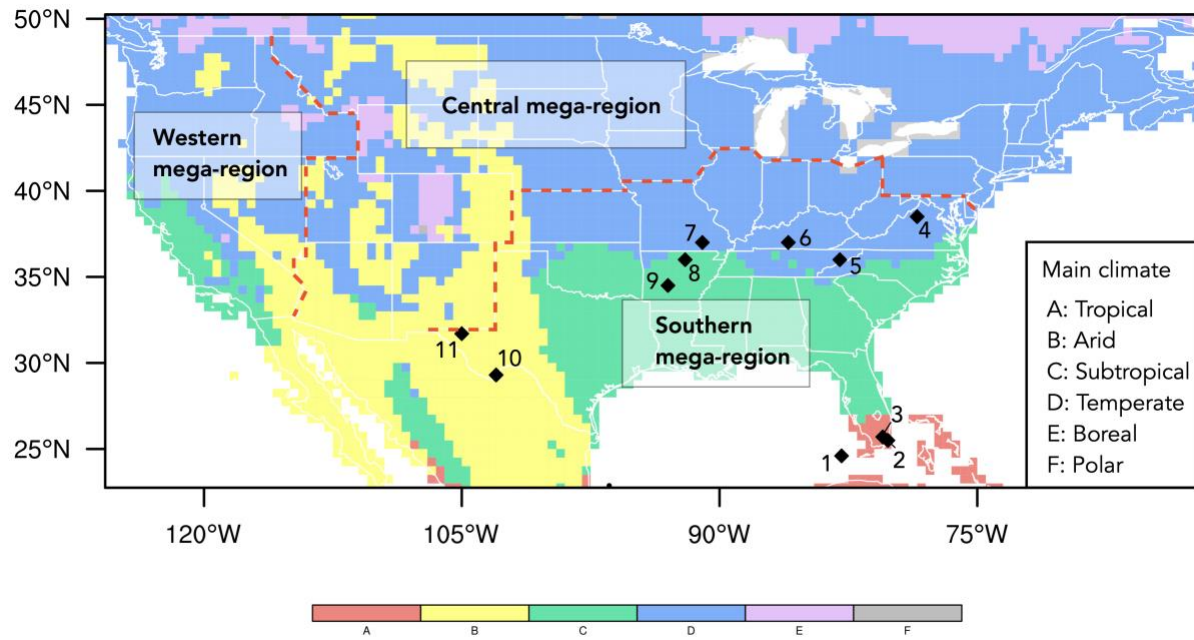 50°N
45°N
40°N
35°N
30°N
25°N
Western
mega-region
Central mega-region
Southern
mega-region
7
8
9
6
5
4
11
10
3
1
2
Main climate
A: Tropical
B: Arid
C: Subtropical
D: Temperate
E: Boreal
F: Polar
120°W
105°W
90°W
75°W
A
B
C
D
E
F